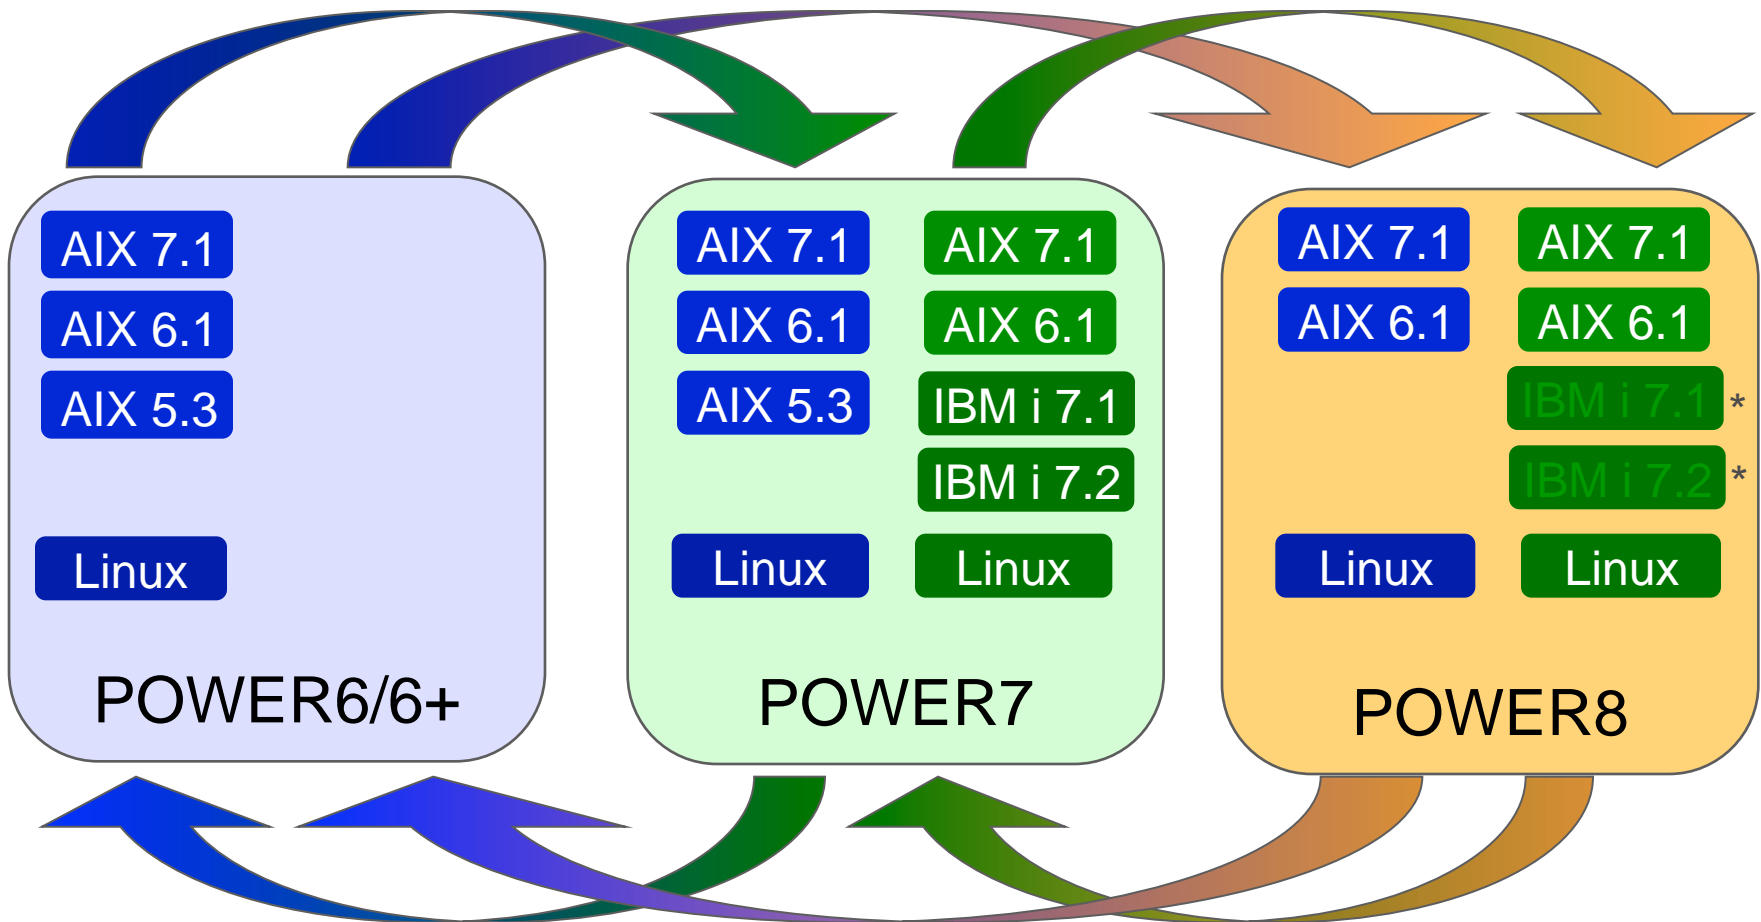 AIX 7.1
AIX 6.1
AIX 5.3
Linux
POWER6/6+
AIX 7.1
AIX 6.1
AIX 5.3
Linux
AIX 7.1
AIX 6.1
IBM i 7.1
IBM i 7.2
Linux
POWER7
AIX 7.1
AIX 6.1
Linux
AIX 7.1
AIX 6.1
IBM i 7.1 *
IBM i 7.2 *
Linux
POWER8